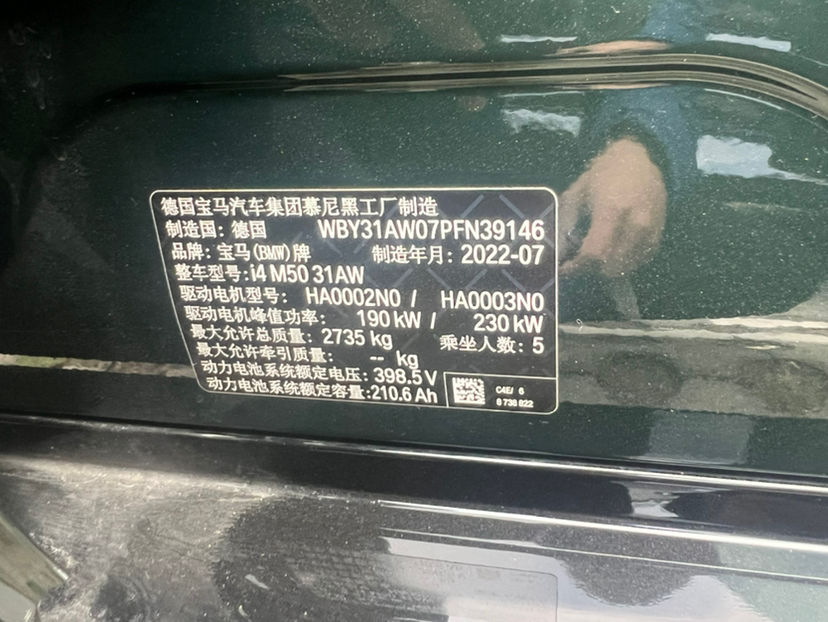 德国宝马汽车集团慕尼黑工厂制造
制造国: 德国 WBY31AW07PFN39146
品牌: 宝马(BMW)牌 制造年月: 2022-07
整车型号:i4 M50 31AW
驱动电机型号: HA0002N0 / HA0003N0
驱动电机峰值功率: 190 kW / 230 kW
最大允许总质量: 2735 kg 乘坐人数: 5
最大允许牵引质量: -- kg
动力电池系统额定电压: 398.5 V
动力电池系统额定容量:210.6 Ah
C4E/ 6
8 738 822